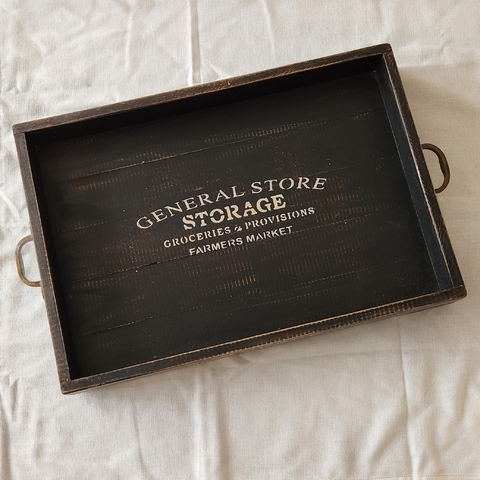 GENERAL STORE
STORAGE
GROCERIES & PROVISIONS
FARMERS MARKET